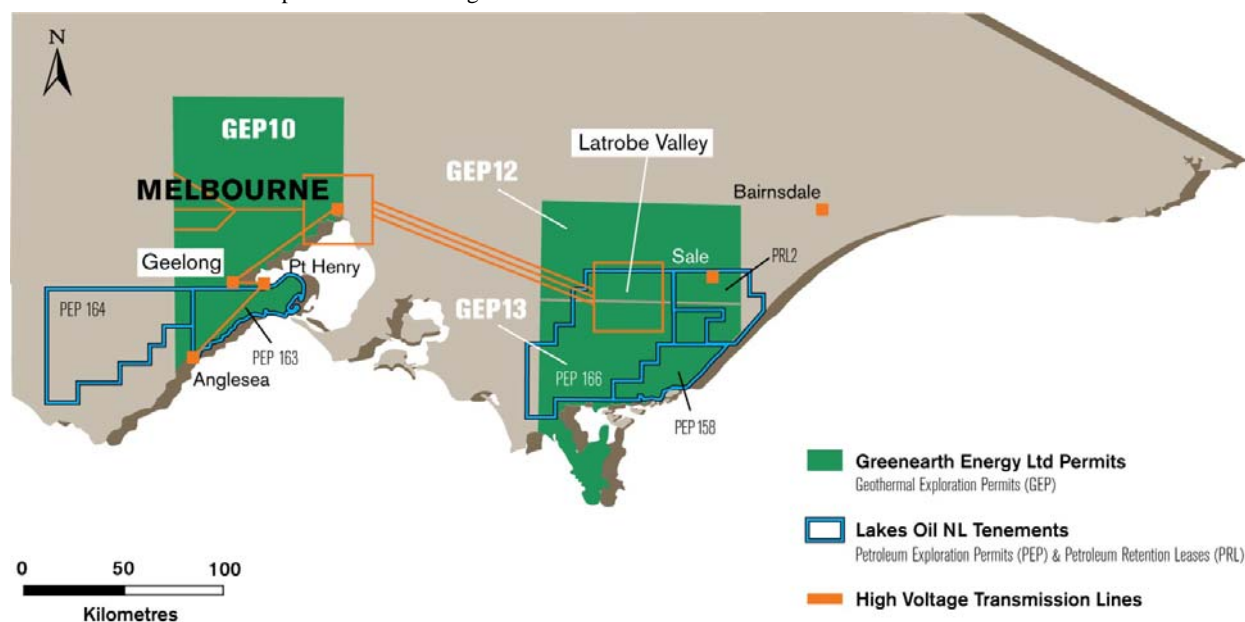 N
GEP10
MELBOURNE
Geelong
Pt Henry
PEP 164
PEP 163
Anglesea
GEP12
Latrobe Valley
Bairnsdale
Sale
PRL2
GEP13
PEP 166
PEP 158
Greenearth Energy Ltd Permits
Geothermal Exploration Permits (GEP)
Lakes Oil NL Tenements
Petroleum Exploration Permits (PEP) & Petroleum Retention Leases (PRL)
High Voltage Transmission Lines
0 50 100
Kilometres